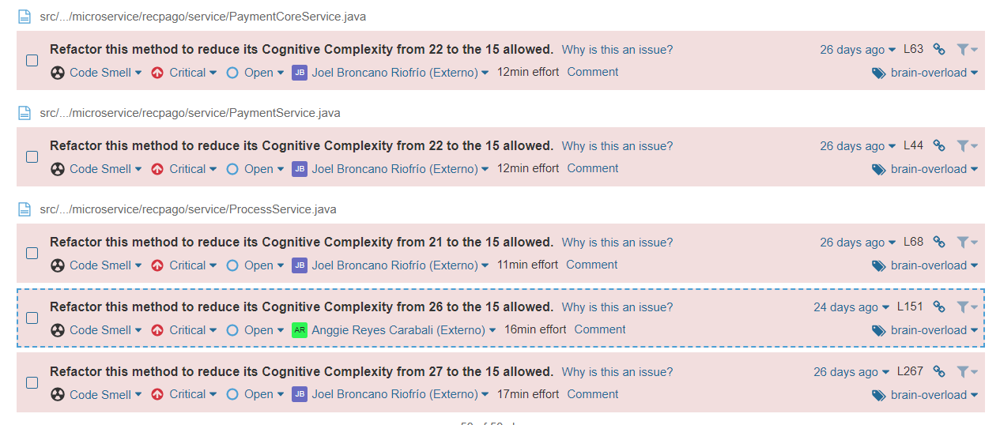 src/.../microservice/recpago/service/PaymentCoreService.java
Refactor this method to reduce its Cognitive Complexity from 22 to the 15 allowed. Why is this an issue? 26 days ago L63
Code Smell Critical Open JB Joel Broncano Riofrío (Externo) 12min effort Comment brain-overload
src/.../microservice/recpago/service/PaymentService.java
Refactor this method to reduce its Cognitive Complexity from 22 to the 15 allowed. Why is this an issue? 26 days ago L44
Code Smell Critical Open JB Joel Broncano Riofrío (Externo) 12min effort Comment brain-overload
src/.../microservice/recpago/service/ProcessService.java
Refactor this method to reduce its Cognitive Complexity from 21 to the 15 allowed. Why is this an issue? 26 days ago L68
Code Smell Critical Open JB Joel Broncano Riofrío (Externo) 11min effort Comment brain-overload
Refactor this method to reduce its Cognitive Complexity from 26 to the 15 allowed. Why is this an issue? 24 days ago L151
Code Smell Critical Open AR Anggie Reyes Carabali (Externo) 16min effort Comment brain-overload
Refactor this method to reduce its Cognitive Complexity from 27 to the 15 allowed. Why is this an issue? 26 days ago L267
Code Smell Critical Open JB Joel Broncano Riofrío (Externo) 17min effort Comment brain-overload